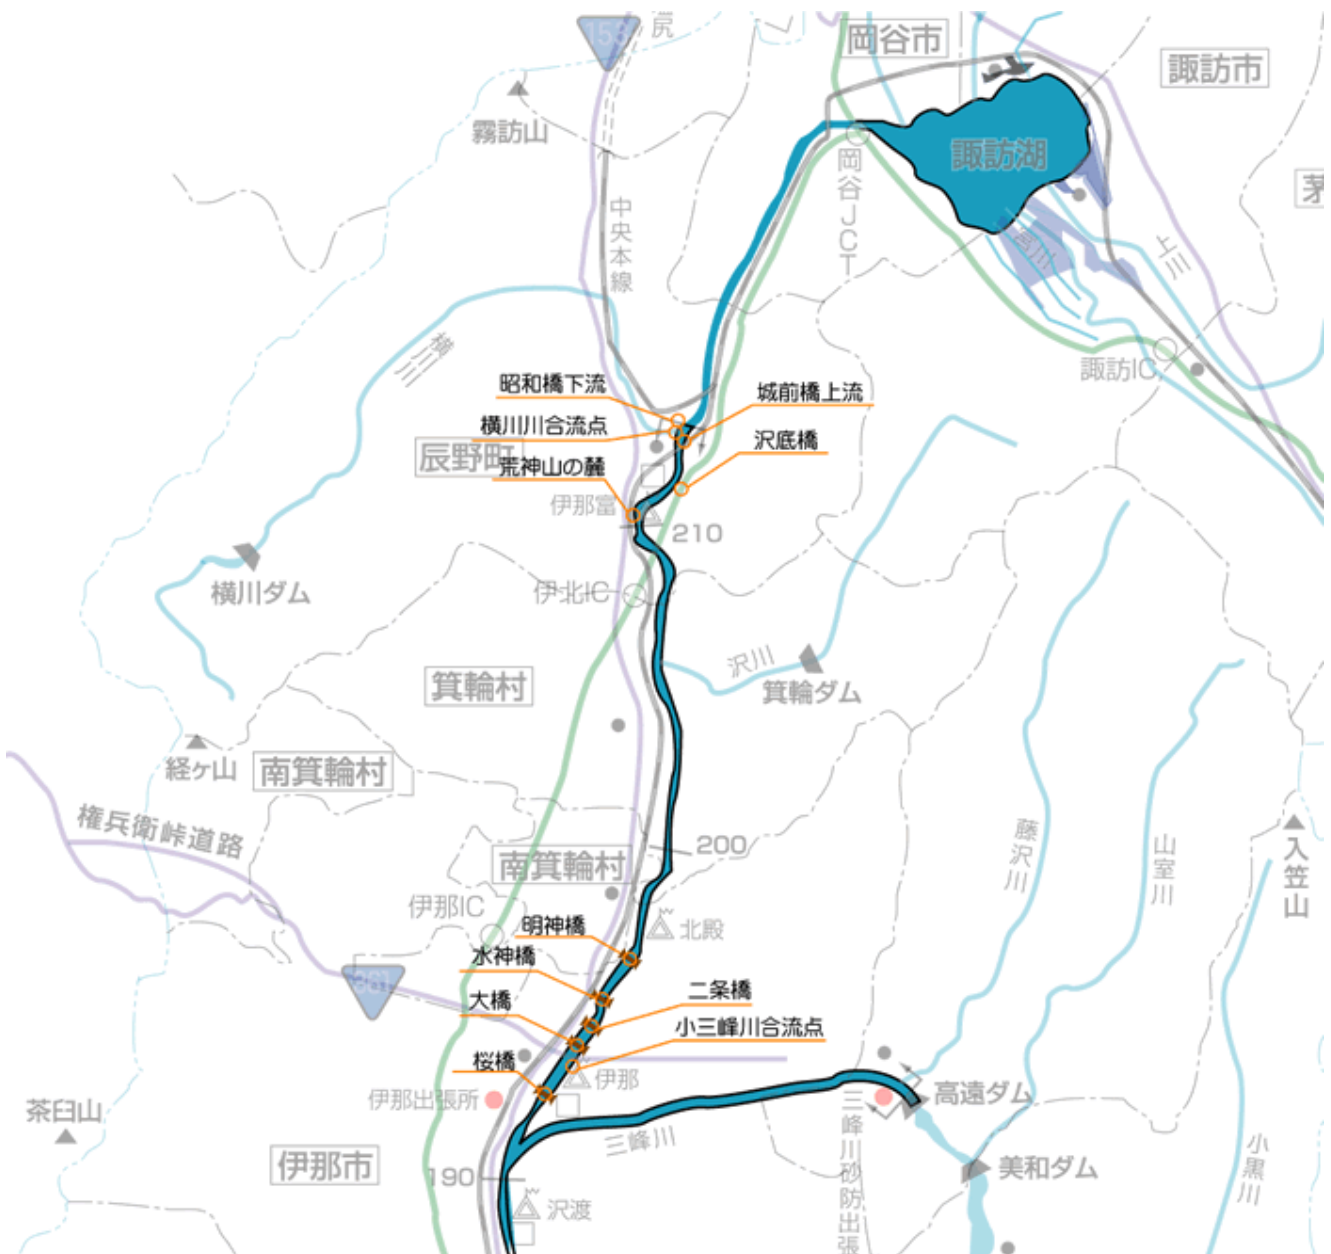 153
尻
岡谷市
諏訪市
霧訪山
諏訪湖
茅
岡谷JCT
中央本線
宮川
上川
横川
諏訪IC
昭和橋下流
城前橋上流
横川川合流点
沢底橋
辰野町
荒神山の麓
伊那富
210
横川ダム
伊北IC
沢川
箕輪ダム
箕輪村
経ヶ山
南箕輪村
権兵衛峠道路
藤沢川
山室川
入笠山
200
南箕輪村
伊那IC
明神橋
北殿
水神橋
361
大橋
二条橋
小三峰川合流点
桜橋
伊那
伊那出張所
高遠ダム
茶臼山
三峰川
三峰川砂防出張
美和ダム
小黒川
伊那市
190
沢渡